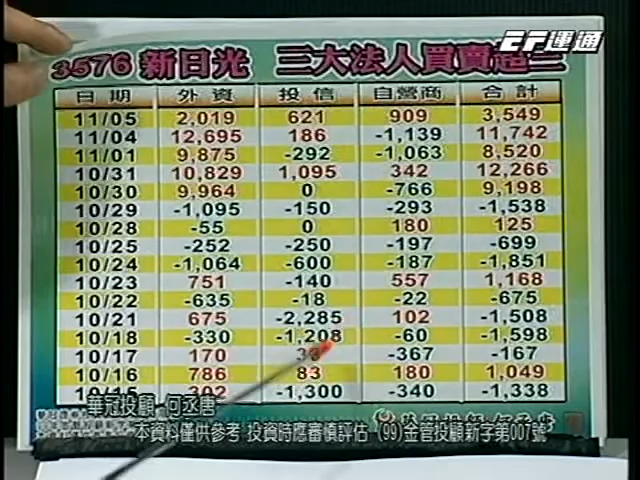 EF運通
3576 新日光 三大法人買賣超
日期 外資 投信 自營商 合計
11/05 2,019 621 909 3,549
11/04 12,695 186 -1,139 11,742
11/01 9,875 -292 -1,063 8,520
10/31 10,829 1,095 342 12,266
10/30 9,964 0 -766 9,198
10/29 -1,095 -150 -293 -1,538
10/28 -55 0 180 125
10/25 -252 -250 -197 -699
10/24 -1,064 -600 -187 -1,851
10/23 751 -140 557 1,168
10/22 -635 -18 -22 -675
10/21 675 -2,285 102 -1,508
10/18 -330 -1,208 -60 -1,598
10/17 170 -367 -167
10/16 786 83 180 1,049
10/15 302 -1,300 -340 -1,338
華冠投顧 何丞唐
本資料僅供參考 投資時應審慎評估 (99)金管投顧新字第007號